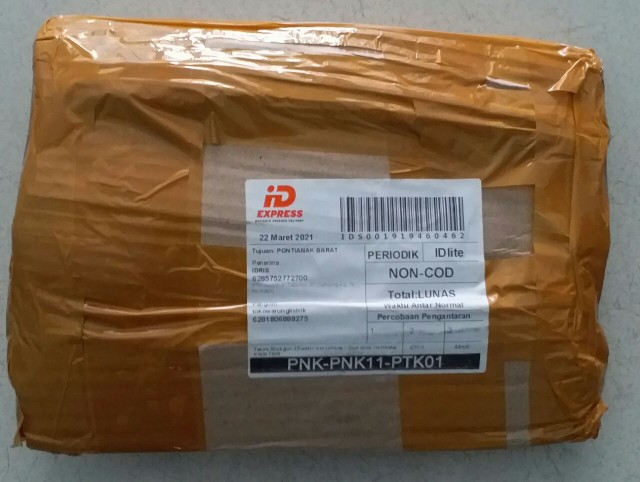 iD
EXPRESS
22 Maret 2021
IDS001919460462
Tujuan: PONTIANAK BARAT
PERIODIK
IDlite
Penerima
IDRIS
6285752772700
NON-COD
Total:LUNAS
Waktu Antar Normal
Percobaan Pengantaran
6281808888275
1 2 3
PNK-PNK11-PTK01